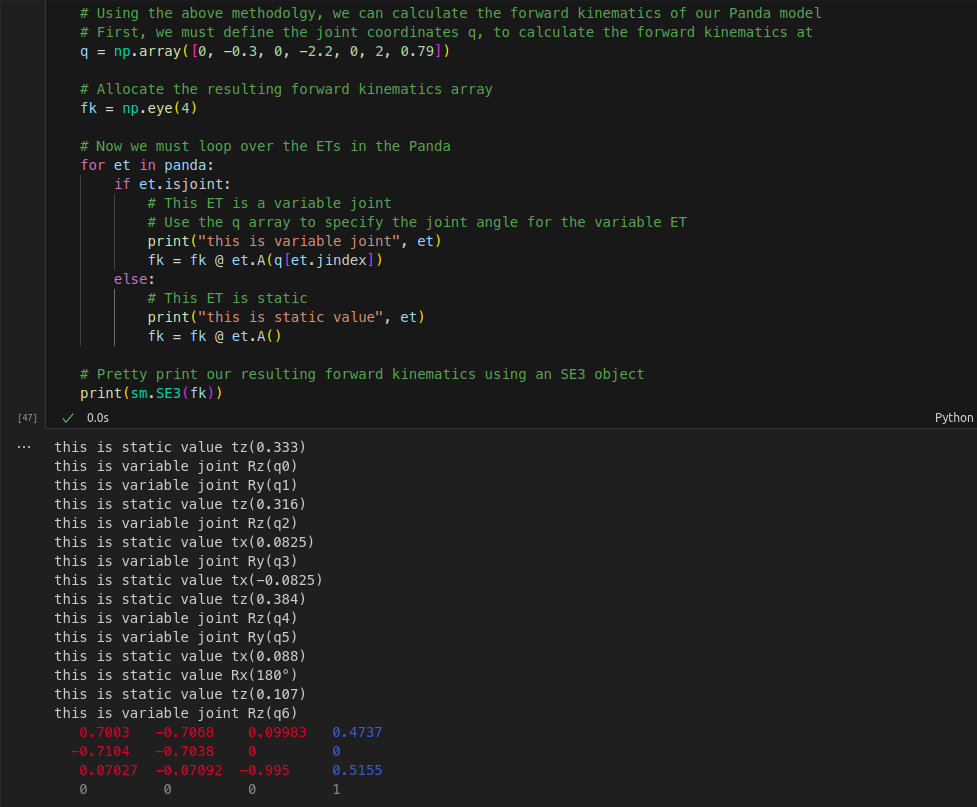 # Using the above methodolgy, we can calculate the forward kinematics of our Panda model
# First, we must define the joint coordinates q, to calculate the forward kinematics at
q = np.array([0, -0.3, 0, -2.2, 0, 2, 0.79])
# Allocate the resulting forward kinematics array
fk = np.eye(4)
# Now we must loop over the ETs in the Panda
for et in panda:
    if et.isjoint:
        # This ET is a variable joint
        # Use the q array to specify the joint angle for the variable ET
        print("this is variable joint", et)
        fk = fk @ et.A(q[et.jindex])
    else:
        # This ET is static
        print("this is static value", et)
        fk = fk @ et.A()
# Pretty print our resulting forward kinematics using an SE3 object
print(sm.SE3(fk))
[47] ✓ 0.0s Python
... this is static value tz(0.333)
this is variable joint Rz(q0)
this is variable joint Ry(q1)
this is static value tz(0.316)
this is variable joint Rz(q2)
this is static value tx(0.0825)
this is variable joint Ry(q3)
this is static value tx(-0.0825)
this is static value tz(0.384)
this is variable joint Rz(q4)
this is variable joint Ry(q5)
this is static value tx(0.088)
this is static value Rx(180°)
this is static value tz(0.107)
this is variable joint Rz(q6)
0.7003 -0.7068 0.09983 0.4737
-0.7104 -0.7038 0 0
0.07027 -0.07092 -0.995 0.5155
0 0 0 1